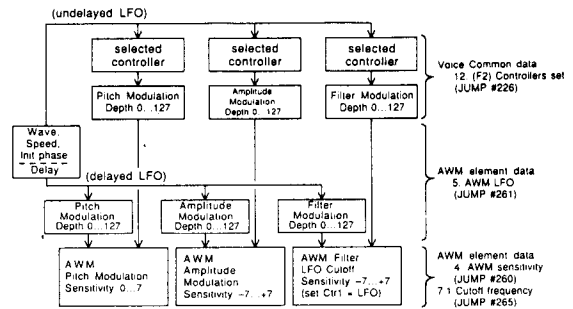 (undelayed LFO)
selected
controller
selected
controller
selected
controller
Pitch Modulation
Depth 0...127
Amplitude
Modulation
Depth 0...127
Filter Modulation
Depth 0...127
Voice Common data
12. (F2) Controllers set
(JUMP #226)
Wave,
Speed,
Init phase
Delay
(delayed LFO)
Pitch
Modulation
Depth 0...127
Amplitude
Modulation
Depth 0...127
Filter
Modulation
Depth 0...127
AWM element data
5. AWM LFO
(JUMP #261)
AWM
Pitch Modulation
Sensitivity 0...7
AWM
Amplitude
Modulation
Sensitivity -7...+7
AWM Filter
LFO Cutoff
Sensitivity -7...+7
(set Ctr1 = LFO)
AWM element data
4. AWM sensitivity
(JUMP #260)
7.1 Cutoff frequency
(JUMP #265)